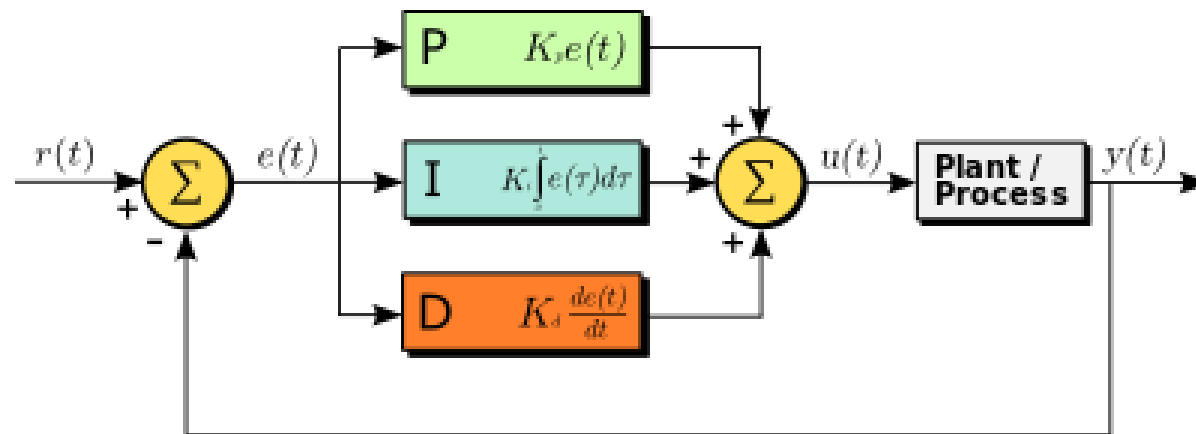 P K_p e(t)
r(t) Σ e(t) I K_i ∫ e(τ)dτ Σ u(t) Plant / Process y(t)
D K_d de(t)/dt
+
-
+
+
+